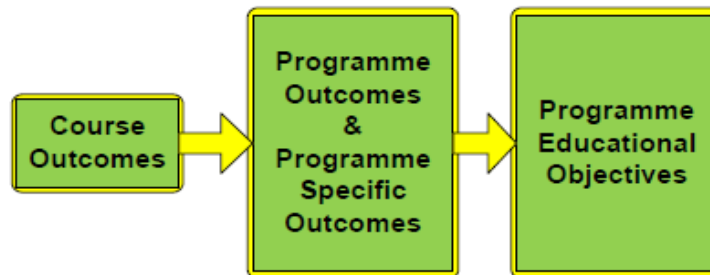 Course
Outcomes
Programme
Outcomes
&
Programme
Specific
Outcomes
Programme
Educational
Objectives